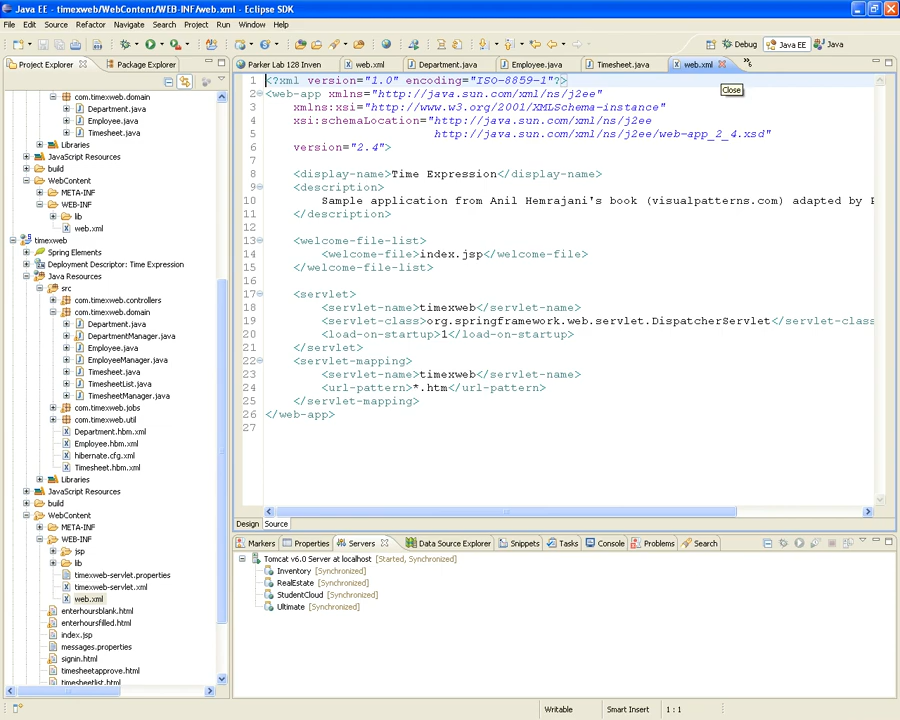 Java EE - timexweb/WebContent/WEB-INF/web.xml - Eclipse SDK
File Edit Source Refactor Navigate Search Project Run Window Help
Debug Java EE Java
Project Explorer Package Explorer
com.timexweb.domain
Department.java
Employee.java
Timesheet.java
Libraries
JavaScript Resources
build
WebContent
META-INF
WEB-INF
lib
web.xml
timexweb
Spring Elements
Deployment Descriptor: Time Expression
Java Resources
src
com.timexweb.controllers
com.timexweb.domain
Department.java
DepartmentManager.java
Employee.java
EmployeeManager.java
Timesheet.java
TimesheetList.java
TimesheetManager.java
com.timexweb.jobs
com.timexweb.util
Department.hbm.xml
Employee.hbm.xml
hibernate.cfg.xml
Timesheet.hbm.xml
Libraries
JavaScript Resources
build
WebContent
META-INF
WEB-INF
jsp
lib
timexweb-servlet.properties
timexweb-servlet.xml
web.xml
enterhoursblank.html
enterhoursfilled.html
index.jsp
messages.properties
signin.html
timesheetapprove.html
timesheetlist.html
Parker Lab 128 Inven web.xml Department.java Employee.java Timesheet.java web.xml
Close
1 <?xml version="1.0" encoding="ISO-8859-1"?>
2 <web-app xmlns="http://java.sun.com/xml/ns/j2ee"
3 xmlns:xsi="http://www.w3.org/2001/XMLSchema-instance"
4 xsi:schemaLocation="http://java.sun.com/xml/ns/j2ee
5 http://java.sun.com/xml/ns/j2ee/web-app_2_4.xsd"
6 version="2.4">
7
8 <display-name>Time Expression</display-name>
9 <description>
10 Sample application from Anil Hemrajani's book (visualpatterns.com) adapted by
11 </description>
12
13 <welcome-file-list>
14 <welcome-file>index.jsp</welcome-file>
15 </welcome-file-list>
16
17 <servlet>
18 <servlet-name>timexweb</servlet-name>
19 <servlet-class>org.springframework.web.servlet.DispatcherServlet</servlet-class
20 <load-on-startup>1</load-on-startup>
21 </servlet>
22 <servlet-mapping>
23 <servlet-name>timexweb</servlet-name>
24 <url-pattern>*.htm</url-pattern>
25 </servlet-mapping>
26 </web-app>
27
Design Source
Markers Properties Servers Data Source Explorer Snippets Tasks Console Problems Search
Tomcat v6.0 Server at localhost [Started, Synchronized]
Inventory [Synchronized]
RealEstate [Synchronized]
StudentCloud [Synchronized]
Ultimate [Synchronized]
Writable Smart Insert 1 : 1